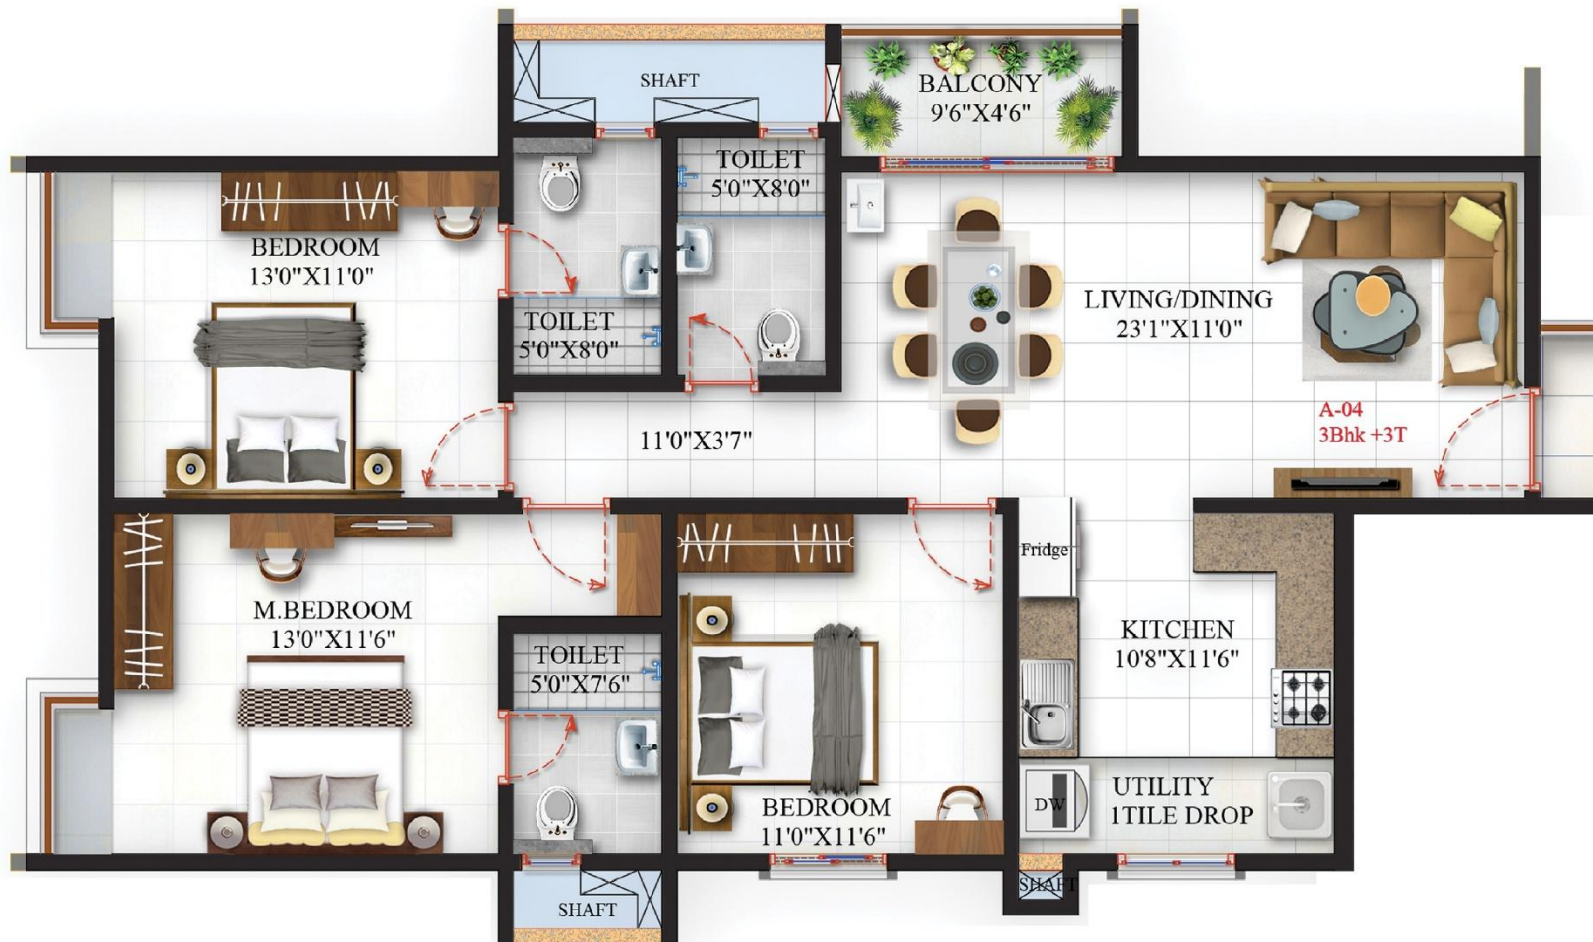 SHAFT
BALCONY
9'6"X4'6"
TOILET
5'0"X8'0"
BEDROOM
13'0"X11'0"
TOILET
5'0"X8'0"
LIVING/DINING
23'1"X11'0"
A-04
3Bhk +3T
11'0"X3'7"
Fridge
M.BEDROOM
13'0"X11'6"
KITCHEN
10'8"X11'6"
TOILET
5'0"X7'6"
BEDROOM
11'0"X11'6"
DW
UTILITY
1TILE DROP
SHAFT
SHAFT